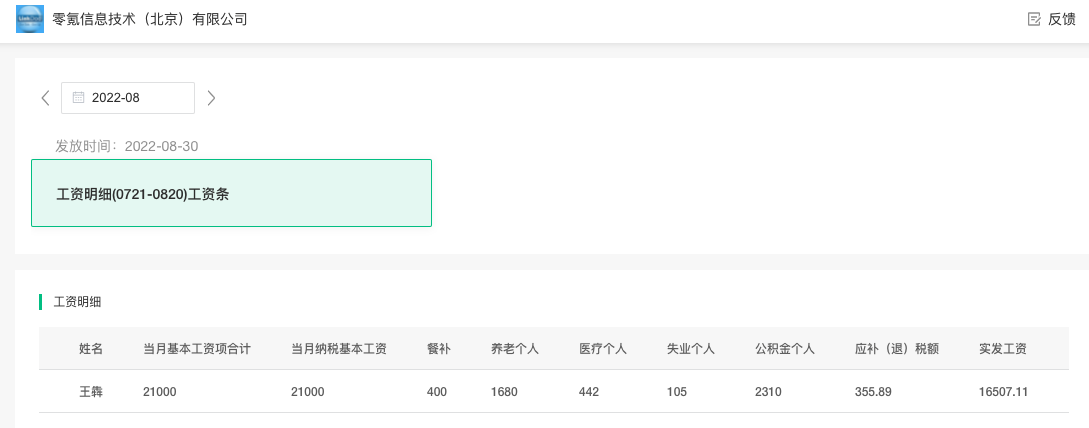 零氪信息技术（北京）有限公司 反馈
2022-08
发放时间：2022-08-30
工资明细(0721-0820)工资条
工资明细
姓名 当月基本工资项合计 当月纳税基本工资 餐补 养老个人 医疗个人 失业个人 公积金个人 应补（退）税额 实发工资
王犇 21000 21000 400 1680 442 105 2310 355.89 16507.11